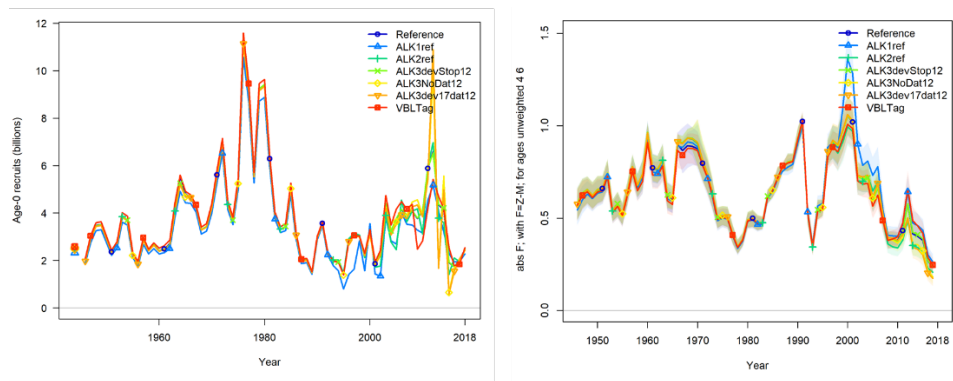 Age-0 recruits (billions)
12
10
8
6
4
2
0
1960
1980
2000
2018
Year
Reference
ALK1ref
ALK2ref
ALK3devStop12
ALK3NoDat12
ALK3dev17dat12
VBLTag
abs F; with F=Z-M; for ages unweighted 4 6
1.5
1.0
0.5
0.0
1950
1960
1970
1980
1990
2000
2010
2018
Year
Reference
ALK1ref
ALK2ref
ALK3devStop12
ALK3NoDat12
ALK3dev17dat12
VBLTag